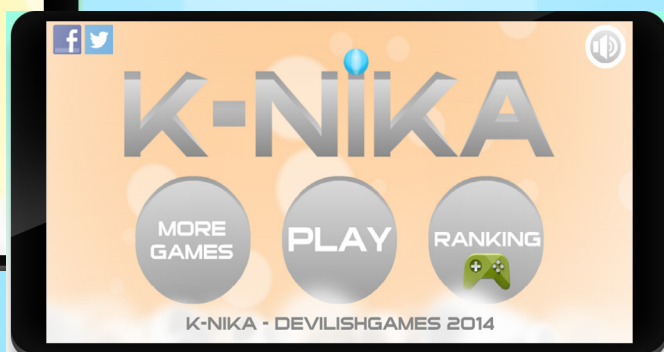 K-NiKA
MORE
GAMES
PLAY
RANKING
K-NIKA - DEVILISHGAMES 2014